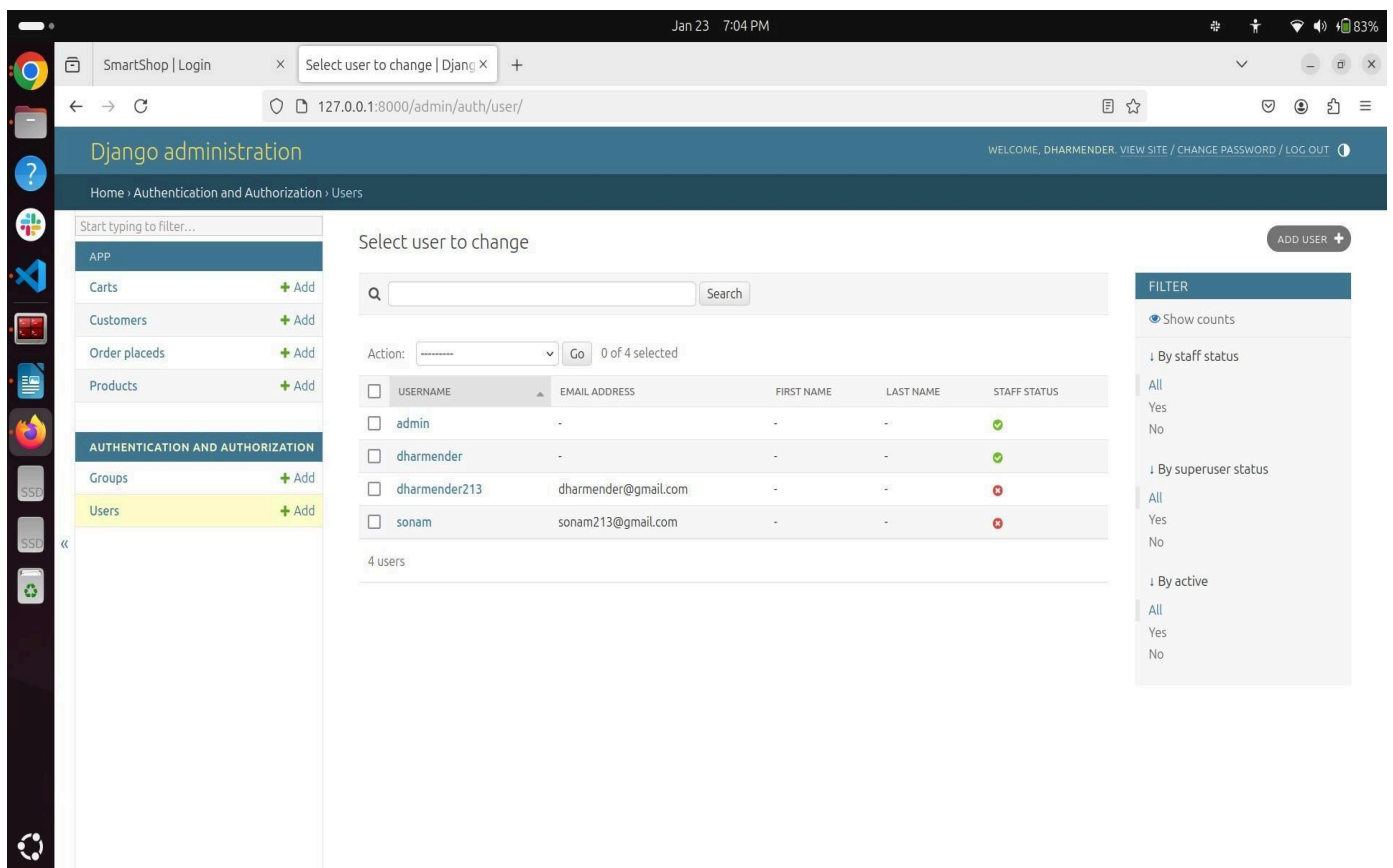 Jan 23 7:04 PM
83%
SmartShop | Login
Select user to change | Djang
127.0.0.1:8000/admin/auth/user/
Django administration
WELCOME, DHARMENDER. VIEW SITE / CHANGE PASSWORD / LOG OUT
Home › Authentication and Authorization › Users
Start typing to filter...
APP
Carts + Add
Customers + Add
Order placeds + Add
Products + Add
AUTHENTICATION AND AUTHORIZATION
Groups + Add
Users + Add
«
SSD
SSD
Select user to change
ADD USER +
Search
Action: --------- Go 0 of 4 selected
USERNAME EMAIL ADDRESS FIRST NAME LAST NAME STAFF STATUS
admin - - -
dharmender - - -
dharmender213 dharmender@gmail.com - -
sonam sonam213@gmail.com - -
4 users
FILTER
Show counts
↓ By staff status
All
Yes
No
↓ By superuser status
All
Yes
No
↓ By active
All
Yes
No